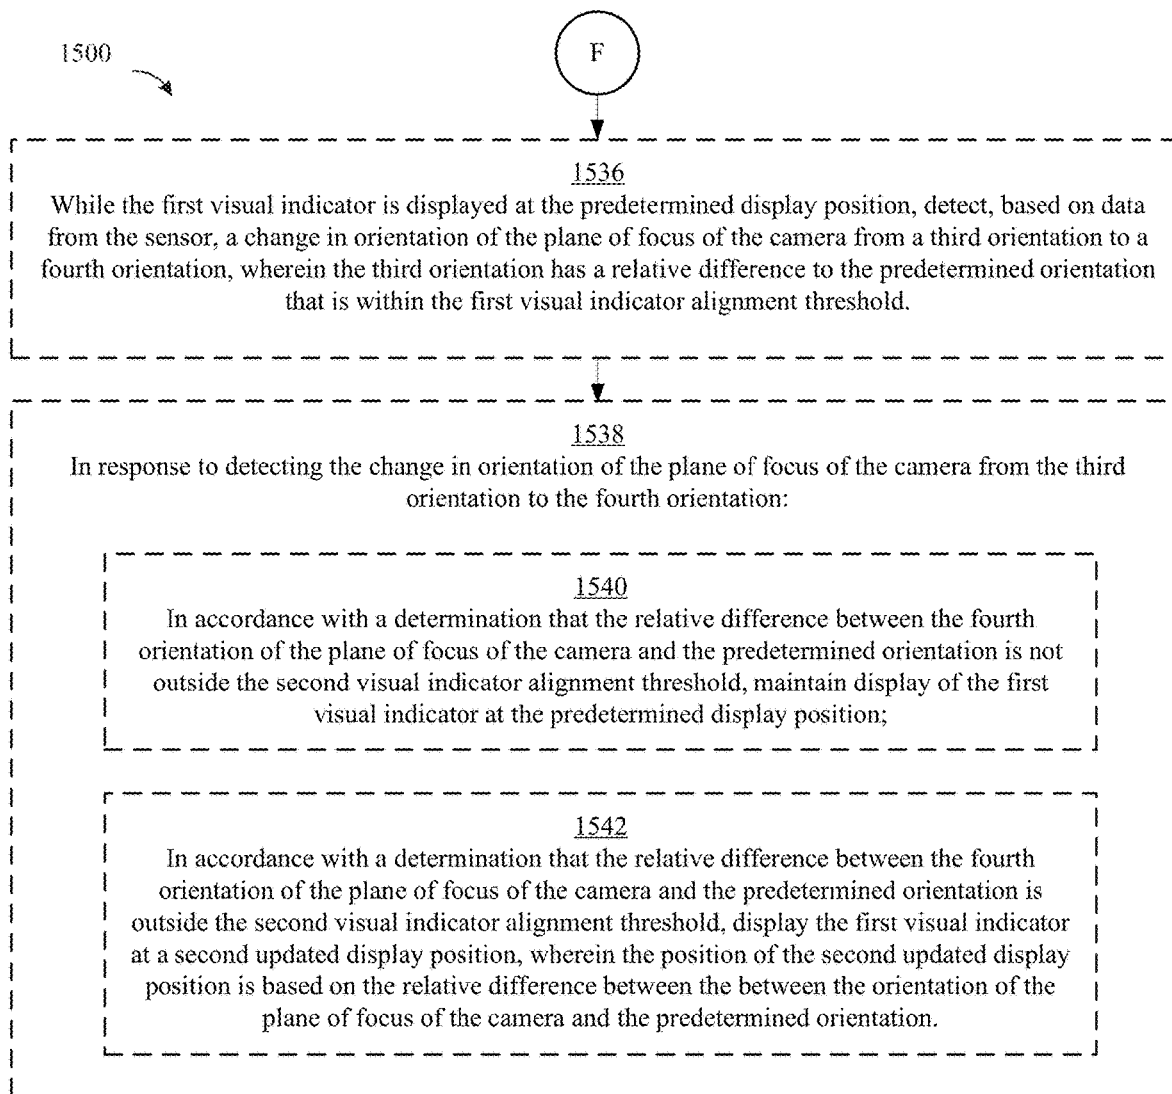 1500
F
1536
While the first visual indicator is displayed at the predetermined display position, detect, based on data
from the sensor, a change in orientation of the plane of focus of the camera from a third orientation to a
fourth orientation, wherein the third orientation has a relative difference to the predetermined orientation
that is within the first visual indicator alignment threshold.
1538
In response to detecting the change in orientation of the plane of focus of the camera from the third
orientation to the fourth orientation:
1540
In accordance with a determination that the relative difference between the fourth
orientation of the plane of focus of the camera and the predetermined orientation is not
outside the second visual indicator alignment threshold, maintain display of the first
visual indicator at the predetermined display position;
1542
In accordance with a determination that the relative difference between the fourth
orientation of the plane of focus of the camera and the predetermined orientation is
outside the second visual indicator alignment threshold, display the first visual indicator
at a second updated display position, wherein the position of the second updated display
position is based on the relative difference between the between the orientation of the
plane of focus of the camera and the predetermined orientation.